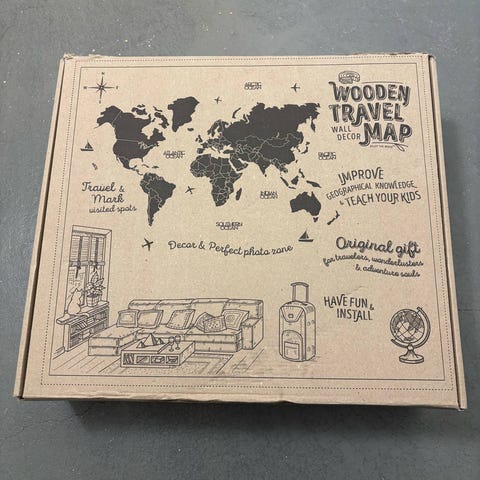 WOODEN
TRAVEL
WALL
DECOR
MAP
ARCTIC
OCEAN
ATLANTIC
OCEAN
PACIFIC
OCEAN
INDIAN
OCEAN
SOUTHERN
OCEAN
Travel &
Mark
visited spots
Decor & Perfect photo zone
IMPROVE
GEOGRAPHICAL KNOWLEDGE
& TEACH YOUR KIDS
Original gift
for travelers, wanderlusters
& adventure souls
HAVE FUN &
INSTALL